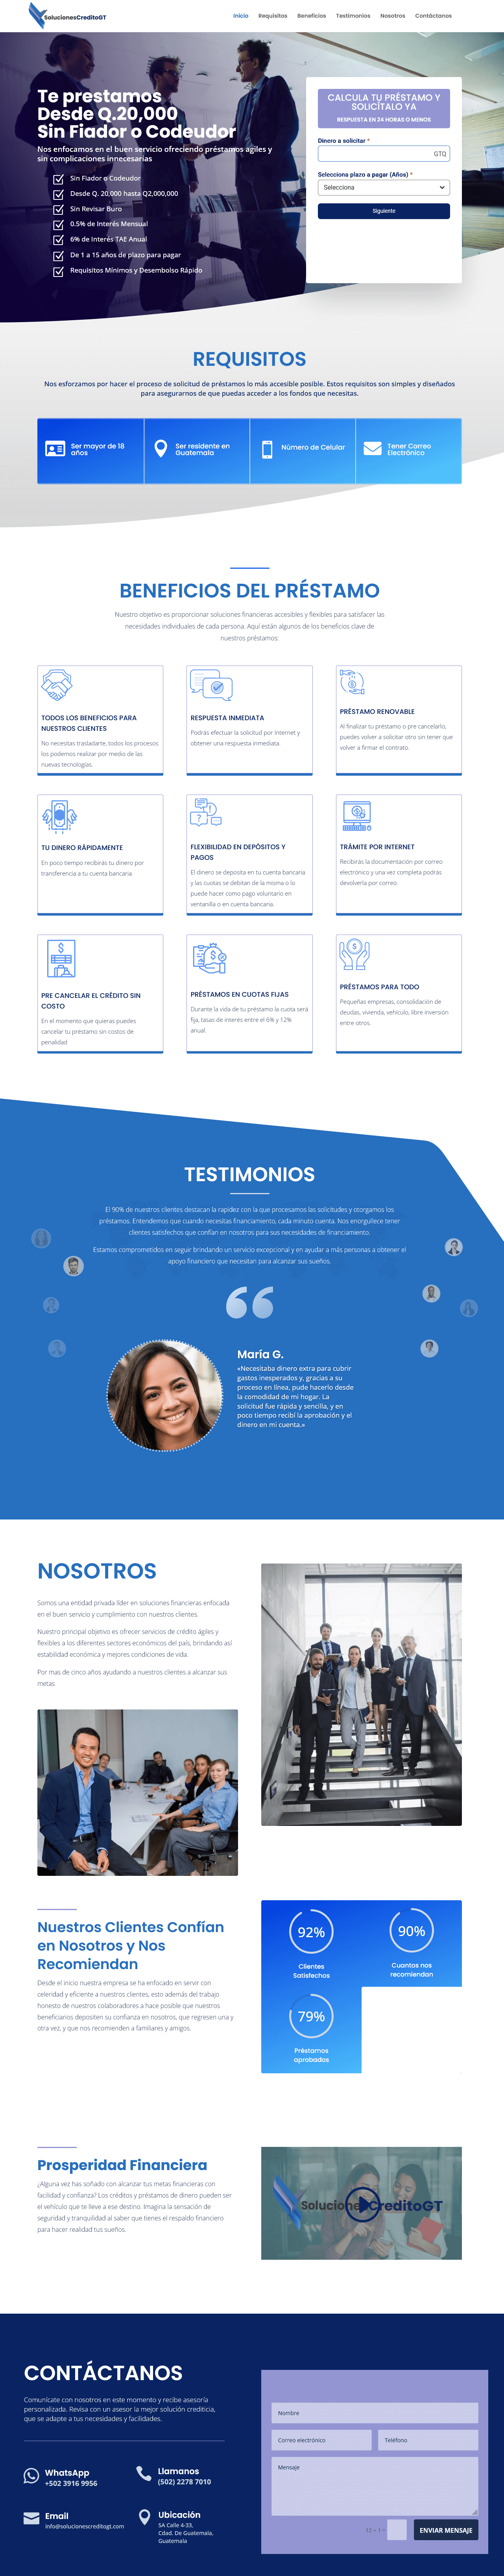 SolucionesCreditoGT
Inicio
Requisitos
Beneficios
Testimonios
Nosotros
Contáctanos
Te prestamos
Desde Q.20,000
Sin Fiador o Codeudor
Nos enfocamos en el buen servicio ofreciendo préstamos agiles y
sin complicaciones innecesarias
Sin Fiador o Codeudor
Desde Q. 20,000 hasta Q2,000,000
Sin Revisar Buro
0.5% de Interés Mensual
6% de Interés TAE Anual
De 1 a 15 años de plazo para pagar
Requisitos Mínimos y Desembolso Rápido
CALCULA TU PRÉSTAMO Y
SOLICÍTALO YA
RESPUESTA EN 24 HORAS O MENOS
Dinero a solicitar *
GTQ
Selecciona plazo a pagar (Años) *
Selecciona
Siguiente
REQUISITOS
Nos esforzamos por hacer el proceso de solicitud de préstamos lo más accesible posible. Estos requisitos son simples y diseñados
para asegurarnos de que puedas acceder a los fondos que necesitas.
Ser mayor de 18
años
Ser residente en
Guatemala
Número de Celular
Tener Correo
Electrónico
BENEFICIOS DEL PRÉSTAMO
Nuestro objetivo es proporcionar soluciones financieras accesibles y flexibles para satisfacer las
necesidades individuales de cada persona. Aquí están algunos de los beneficios clave de
nuestros préstamos:
TODOS LOS BENEFICIOS PARA
NUESTROS CLIENTES
No necesitas trasladarte, todos los procesos
los podemos realizar por medio de las
nuevas tecnologías.
RESPUESTA INMEDIATA
Podrás efectuar la solicitud por Internet y
obtener una respuesta inmediata.
PRÉSTAMO RENOVABLE
Al finalizar tu préstamo o pre cancelarlo,
puedes volver a solicitar otro sin tener que
volver a firmar el contrato.
TU DINERO RÁPIDAMENTE
En poco tiempo recibirás tu dinero por
transferencia a tu cuenta bancaria.
FLEXIBILIDAD EN DEPÓSITOS Y
PAGOS
El dinero se deposita en tu cuenta bancaria
y las cuotas se debitan de la misma o lo
puede hacer como pago voluntario en
ventanilla o en cuenta bancaria.
TRÁMITE POR INTERNET
Recibirás la documentación por correo
electrónico y una vez completa podrás
devolverla por correo.
PRE CANCELAR EL CRÉDITO SIN
COSTO
En el momento que quieras puedes
cancelar tu préstamo sin costos de
penalidad
PRÉSTAMOS EN CUOTAS FIJAS
Durante la vida de tu préstamo la cuota será
fija, tasas de interés entre el 6% y 12%
anual.
PRÉSTAMOS PARA TODO
Pequeñas empresas, consolidación de
deudas, vivienda, vehículo, libre inversión
entre otros.
TESTIMONIOS
El 90% de nuestros clientes destacan la rapidez con la que procesamos las solicitudes y otorgamos los
préstamos. Entendemos que cuando necesitas financiamiento, cada minuto cuenta. Nos enorgullece tener
clientes satisfechos que confían en nosotros para sus necesidades de financiamiento.
Estamos comprometidos en seguir brindando un servicio excepcional y en ayudar a más personas a obtener el
apoyo financiero que necesitan para alcanzar sus sueños.
María G.
«Necesitaba dinero extra para cubrir
gastos inesperados y, gracias a su
proceso en línea, pude hacerlo desde
la comodidad de mi hogar. La
solicitud fue rápida y sencilla, y en
poco tiempo recibí la aprobación y el
dinero en mi cuenta.»
NOSOTROS
Somos una entidad privada líder en soluciones financieras enfocada
en el buen servicio y cumplimiento con nuestros clientes.
Nuestro principal objetivo es ofrecer servicios de crédito ágiles y
flexibles a los diferentes sectores económicos del país, brindando así
estabilidad económica y mejores condiciones de vida.
Por mas de cinco años ayudando a nuestros clientes a alcanzar sus
metas.
Nuestros Clientes Confían
en Nosotros y Nos
Recomiendan
Desde el inicio nuestra empresa se ha enfocado en servir con
celeridad y eficiente a nuestros clientes, esto además del trabajo
honesto de nuestros colaboradores a hace posible que nuestros
beneficiarios depositen su confianza en nosotros, que regresen una y
otra vez, y que nos recomienden a familiares y amigos.
92%
Clientes
Satisfechos
90%
Cuantos nos
recomiendan
79%
Préstamos
aprobados
Prosperidad Financiera
¿Alguna vez has soñado con alcanzar tus metas financieras con
facilidad y confianza? Los créditos y préstamos de dinero pueden ser
el vehículo que te lleve a ese destino. Imagina la sensación de
seguridad y tranquilidad al saber que tienes el respaldo financiero
para hacer realidad tus sueños.
SolucionesCreditoGT
CONTÁCTANOS
Comunícate con nosotros en este momento y recibe asesoría
personalizada. Revisa con un asesor la mejor solución crediticia,
que se adapte a tus necesidades y facilidades.
WhatsApp
+502 3916 9956
Llamanos
(502) 2278 7010
Email
info@solucionescreditogt.com
Ubicación
5A Calle 4-33,
Cdad. De Guatemala,
Guatemala
Nombre
Correo electrónico
Teléfono
Mensaje
12 + 1 =
ENVIAR MENSAJE